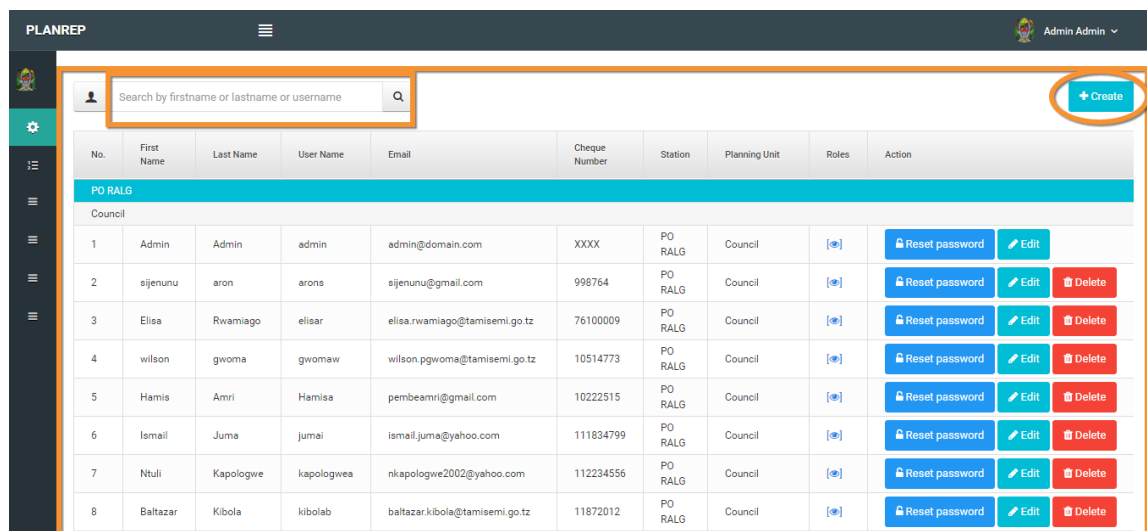 PLANREP Admin Admin
Search by firstname or lastname or username + Create
No. First Name Last Name User Name Email Cheque Number Station Planning Unit Roles Action
PO RALG
Council
1 Admin Admin admin admin@domain.com XXXX PO RALG Council [ ] Reset password Edit
2 sijenunu aron arons sijenunu@gmail.com 998764 PO RALG Council [ ] Reset password Edit Delete
3 Elisa Rwamiago elisar elisa.rwamiago@tamisemi.go.tz 76100009 PO RALG Council [ ] Reset password Edit Delete
4 wilson gwoma gwomaw wilson.pgwoma@tamisemi.go.tz 10514773 PO RALG Council [ ] Reset password Edit Delete
5 Hamis Amri Hamisa pembeamri@gmail.com 10222515 PO RALG Council [ ] Reset password Edit Delete
6 Ismail Juma jumai ismail.juma@yahoo.com 111834799 PO RALG Council [ ] Reset password Edit Delete
7 Ntuli Kapologwe kapologwea nkapologwe2002@yahoo.com 112234556 PO RALG Council [ ] Reset password Edit Delete
8 Baltazar Kibola kibolab baltazar.kibola@tamisemi.go.tz 11872012 PO RALG Council [ ] Reset password Edit Delete